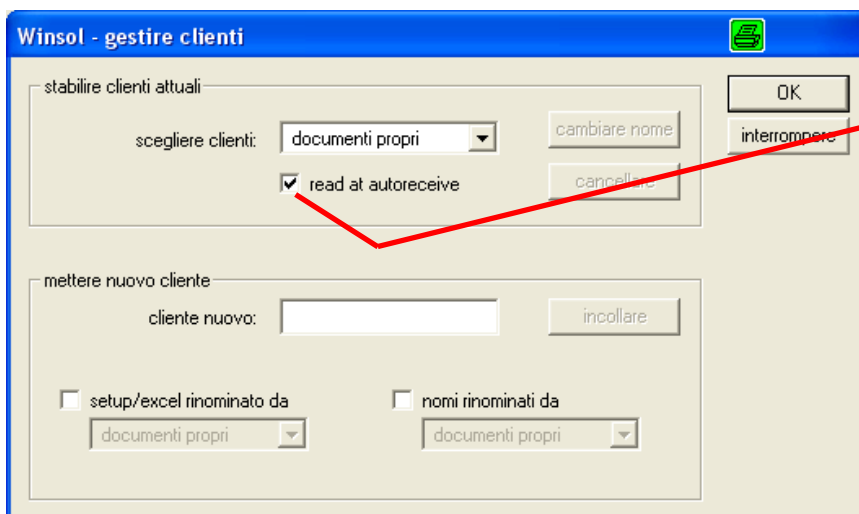 Winsol - gestire clienti
stabilire clienti attuali
scegliere clienti:
documenti propri
cambiare nome
read at autoreceive
cancellare
OK
interrompere
mettere nuovo cliente
cliente nuovo:
incollare
setup/excel rinominato da
nomi rinominati da
documenti propri
documenti propri